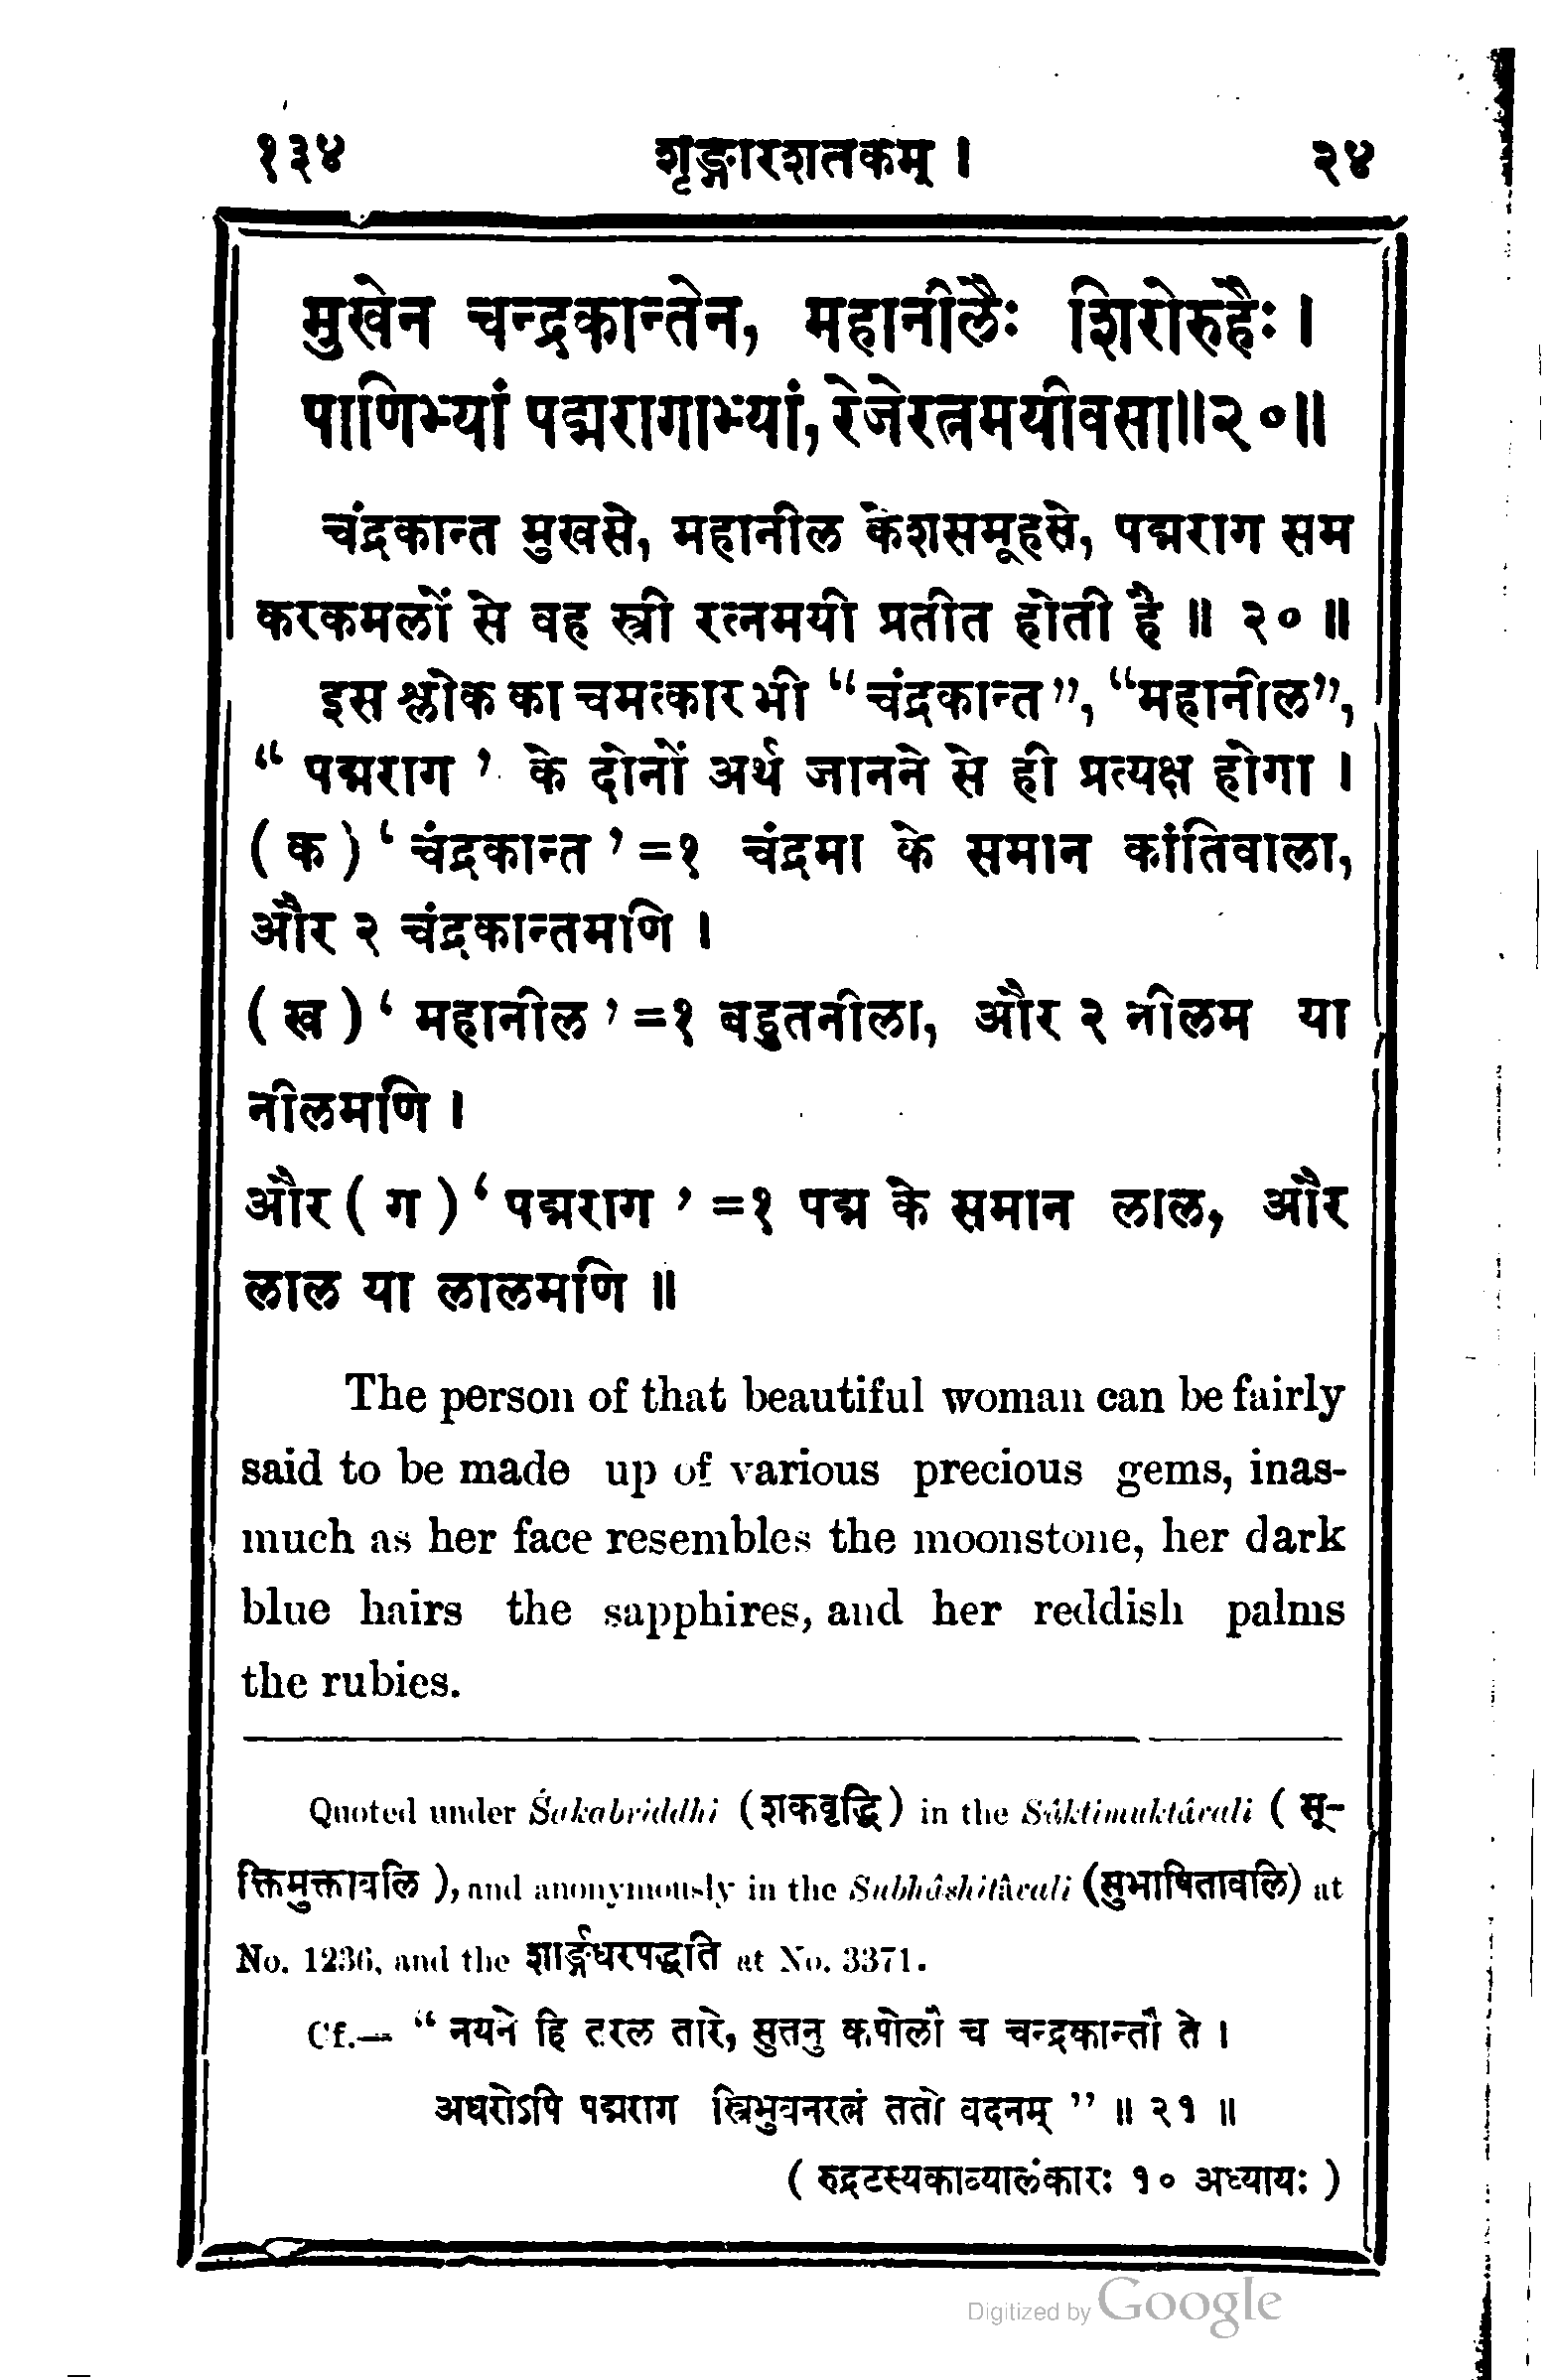 १३४ शृङ्गारशतकम् । २४
मुखेन चन्द्रकान्तेन, महानीलैः शिरोरुहैः ।
पाणिभ्यां पद्मरागाभ्यां, रेजेरत्नमयीवसा॥२०॥
चंद्रकान्त मुखसे, महानील केशसमूहसे, पद्मराग सम
करकमलों से वह स्त्री रत्नमयी प्रतीत होती है ॥ २० ॥
इस श्लोक का चमत्कार भी “चंद्रकान्त”, “महानील”,
“ पद्मराग ’ के दोनों अर्थ जानने से ही प्रत्यक्ष होगा ।
( क ) ‘ चंद्रकान्त ’ =१ चंद्रमा के समान कांतिवाला,
और २ चंद्रकान्तमणि ।
( ख ) ‘ महानील ’ =१ बहुतनीला, और २ नीलम या
नीलमणि ।
और ( ग ) ‘ पद्मराग ’ =१ पद्म के समान लाल, और
लाल या लालमणि ॥
The person of that beautiful woman can be fairly
said to be made up of various precious gems, inas-
much as her face resembles the moonstone, her dark
blue hairs the sapphires, and her reddish palms
the rubies.
Quoted under Śakabriddhi (शकवृद्धि) in the Sûktimuktâvali ( सू-
क्तिमुक्तावलि ), and anonymously in the Subhâshitâvali (सुभाषितावलि) at
No. 1236, and the शार्ङ्गधरपद्धति at No. 3371.
Cf.— “ नयने हि तरल तारे, सुतनु कपोलौ च चन्द्रकान्तौ ते ।
अधरोऽपि पद्मराग स्त्रिभुवनरत्नं ततो वदनम् ” ॥ २१ ॥
( रुद्रटस्यकाव्यालंकारः १० अध्यायः )
Digitized by Google